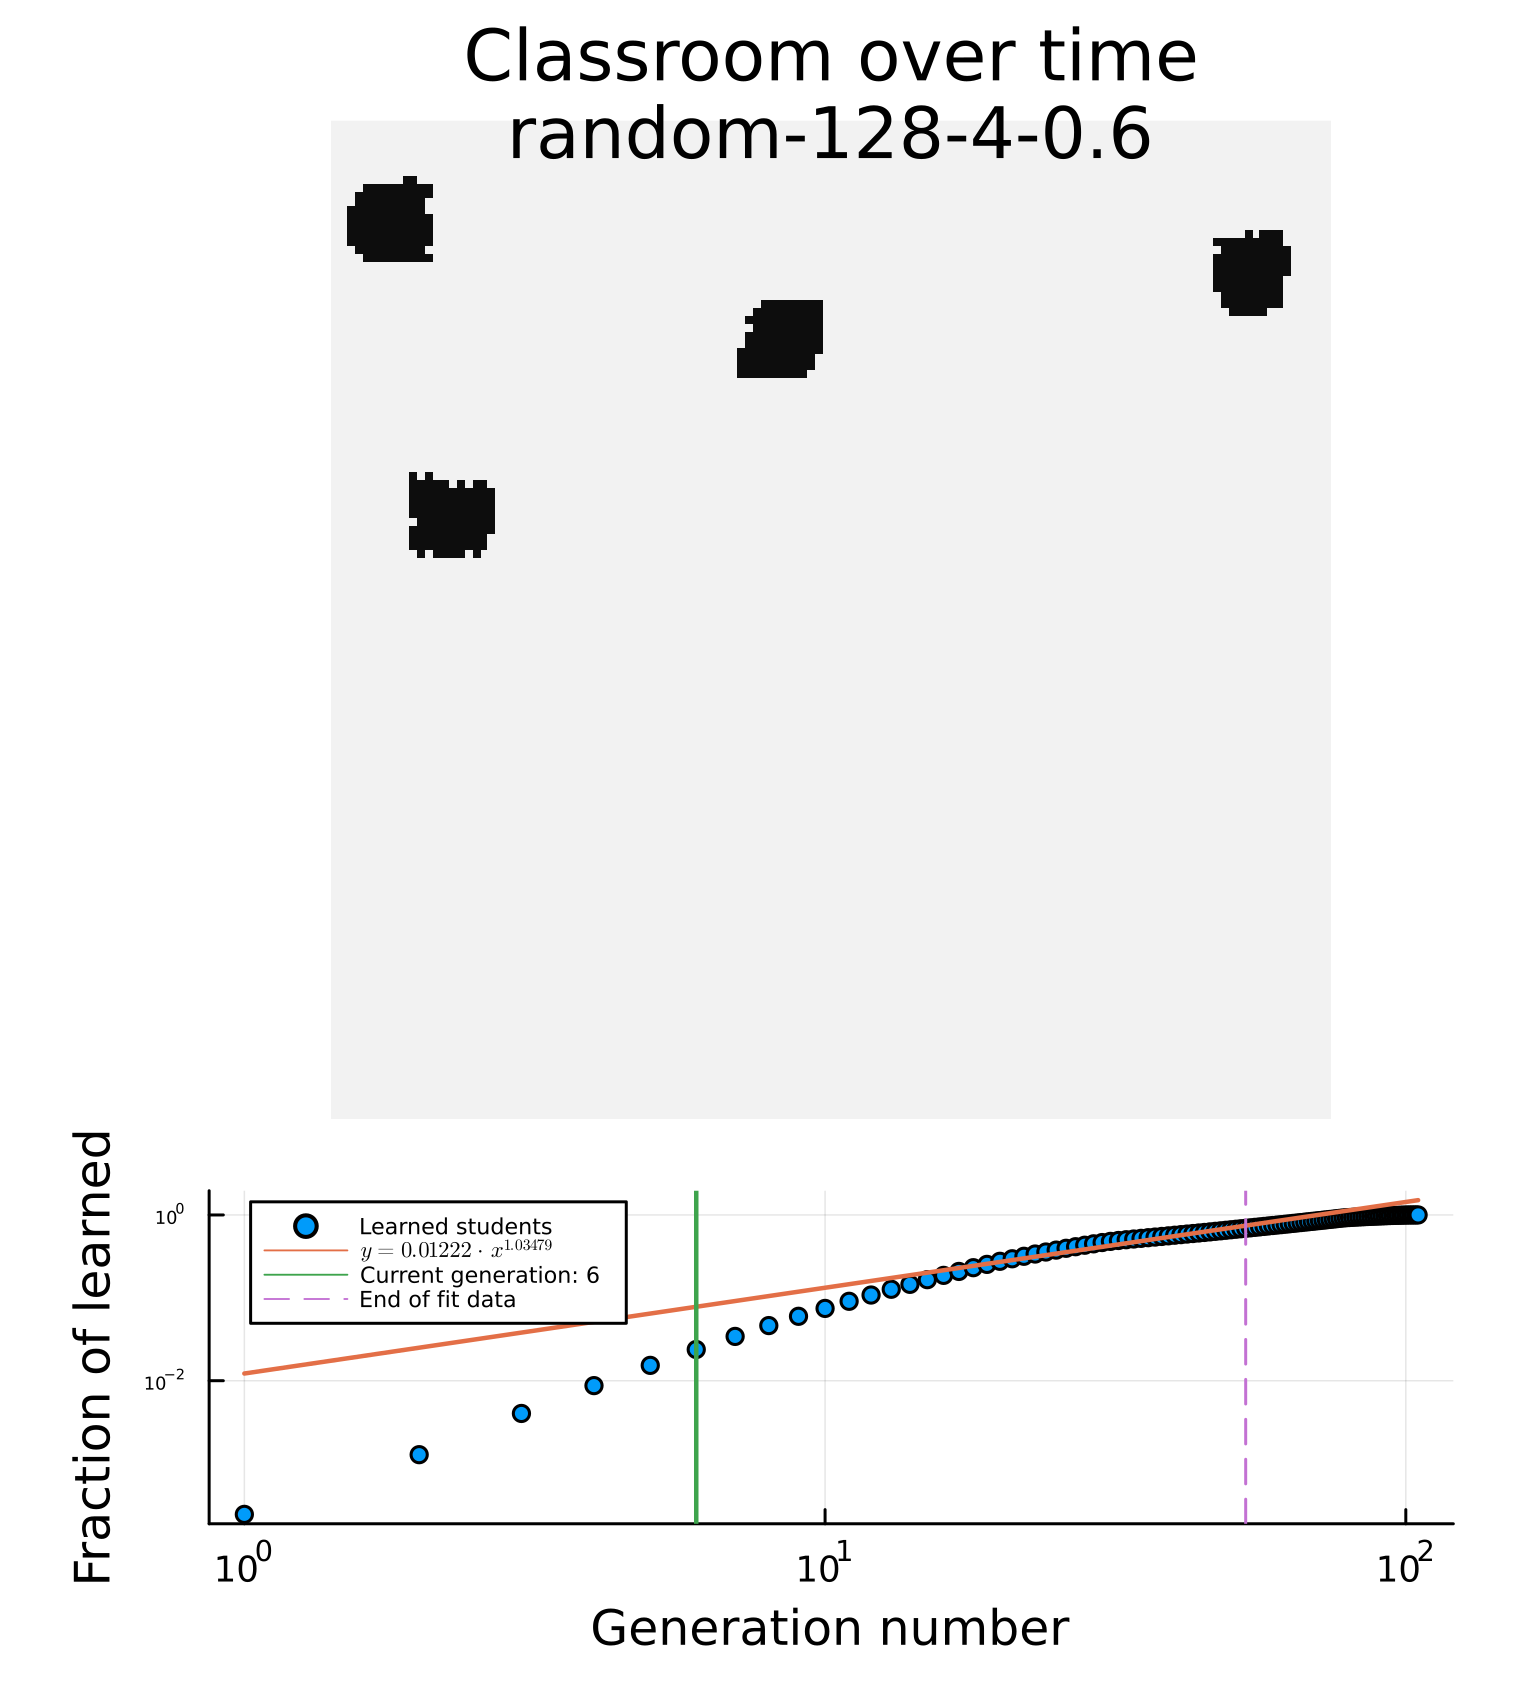 Classroom over time
random-128-4-0.6
Fraction of learned
10^0
10^-2
Learned students
y = 0.01222 · x^1.03479
Current generation: 6
End of fit data
10^0
10^1
10^2
Generation number